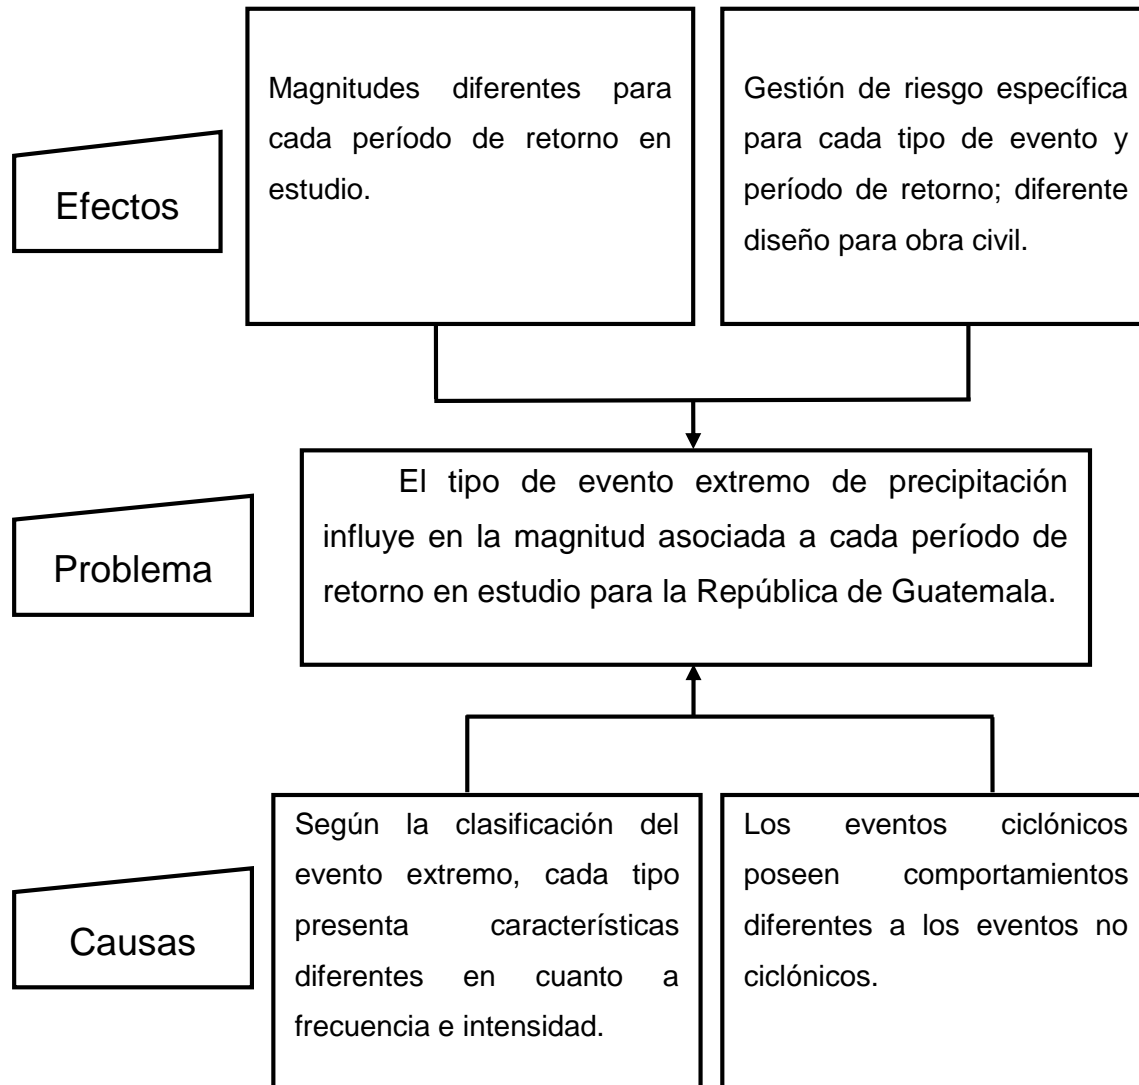 Efectos
Magnitudes diferentes para
cada período de retorno en
estudio.
Gestión de riesgo específica
para cada tipo de evento y
período de retorno; diferente
diseño para obra civil.
Problema
El tipo de evento extremo de precipitación
influye en la magnitud asociada a cada período de
retorno en estudio para la República de Guatemala.
Causas
Según la clasificación del
evento extremo, cada tipo
presenta características
diferentes en cuanto a
frecuencia e intensidad.
Los eventos ciclónicos
poseen comportamientos
diferentes a los eventos no
ciclónicos.